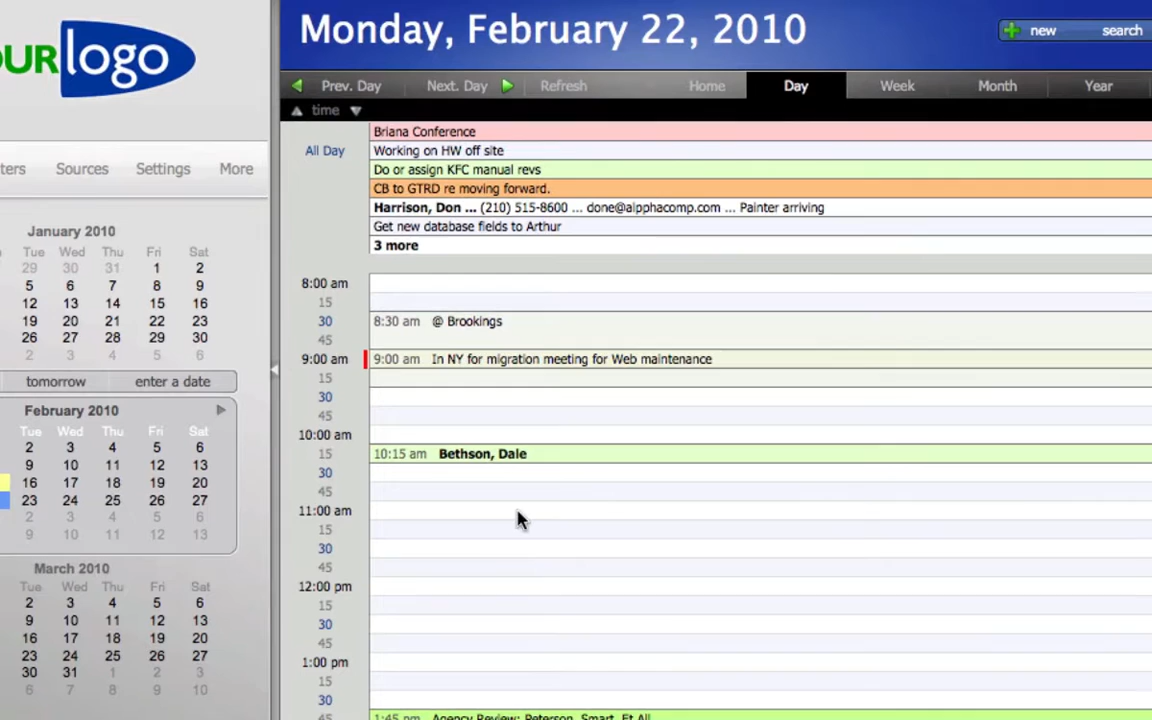 OURlogo
Monday, February 22, 2010
new search
Prev. Day Next. Day Refresh Home Day Week Month Year
time
ters Sources Settings More
All Day
Briana Conference
Working on HW off site
Do or assign KFC manual revs
CB to GTRD re moving forward.
Harrison, Don ... (210) 515-8600 ... done@alpphacomp.com ... Painter arriving
Get new database fields to Arthur
3 more
January 2010
Tue Wed Thu Fri Sat
29 30 31 1 2
5 6 7 8 9
12 13 14 15 16
19 20 21 22 23
26 27 28 29 30
2 3 4 5 6
tomorrow enter a date
February 2010
Tue Wed Thu Fri Sat
2 3 4 5 6
9 10 11 12 13
16 17 18 19 20
23 24 25 26 27
2 3 4 5 6
9 10 11 12 13
March 2010
Tue Wed Thu Fri Sat
2 3 4 5 6
9 10 11 12 13
16 17 18 19 20
23 24 25 26 27
30 31 1 2 3
6 7 8 9 10
8:00 am
15
30 8:30 am @ Brookings
45
9:00 am 9:00 am In NY for migration meeting for Web maintenance
15
30
45
10:00 am
15 10:15 am Bethson, Dale
30
45
11:00 am
15
30
45
12:00 pm
15
30
45
1:00 pm
15
30
45 1:45 pm Agency Review: Peterson, Smart, Et All